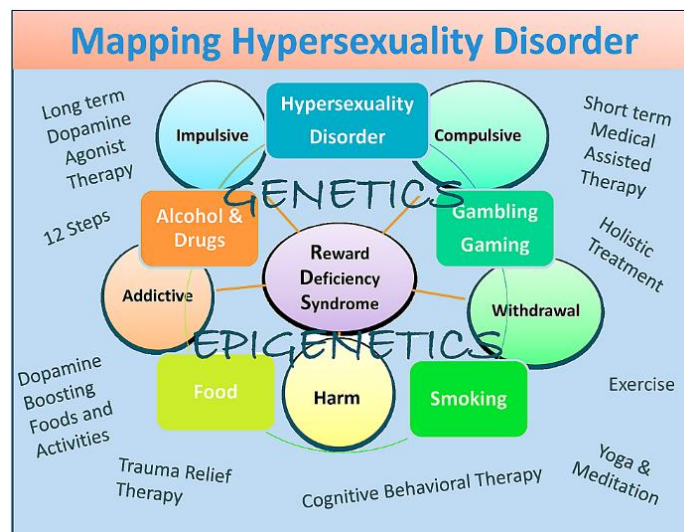 Mapping Hypersexuality Disorder
Long term
Dopamine
Agonist
Therapy
Impulsive
Hypersexuality
Disorder
Compulsive
Short term
Medical
Assisted
Therapy
GENETICS
12 Steps
Alcohol &
Drugs
Gambling
Gaming
Holistic
Treatment
Reward
Deficiency
Syndrome
Addictive
Withdrawal
EPIGENETICS
Dopamine
Boosting
Foods and
Activities
Food
Harm
Smoking
Exercise
Trauma Relief
Therapy
Cognitive Behavioral Therapy
Yoga &
Meditation